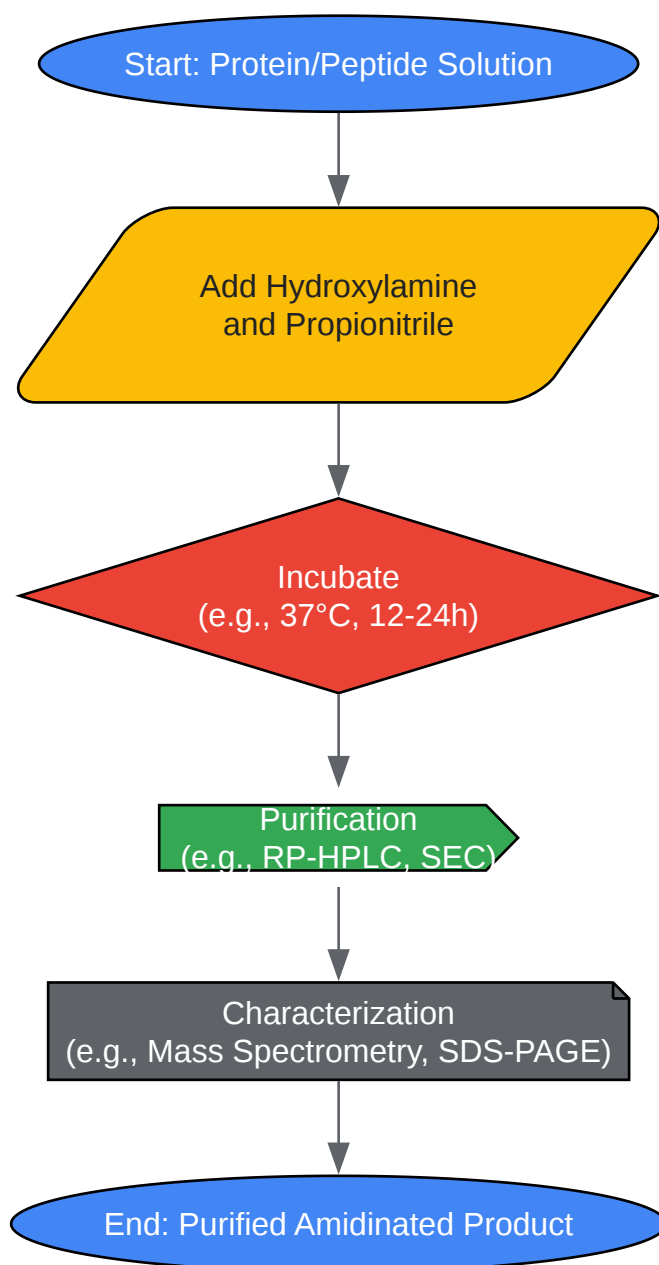 Start: Protein/Peptide Solution
Add Hydroxylamine
and Propionitrile
Incubate
(e.g., 37°C, 12-24h)
Purification
(e.g., RP-HPLC, SEC)
Characterization
(e.g., Mass Spectrometry, SDS-PAGE)
End: Purified Amidinated Product